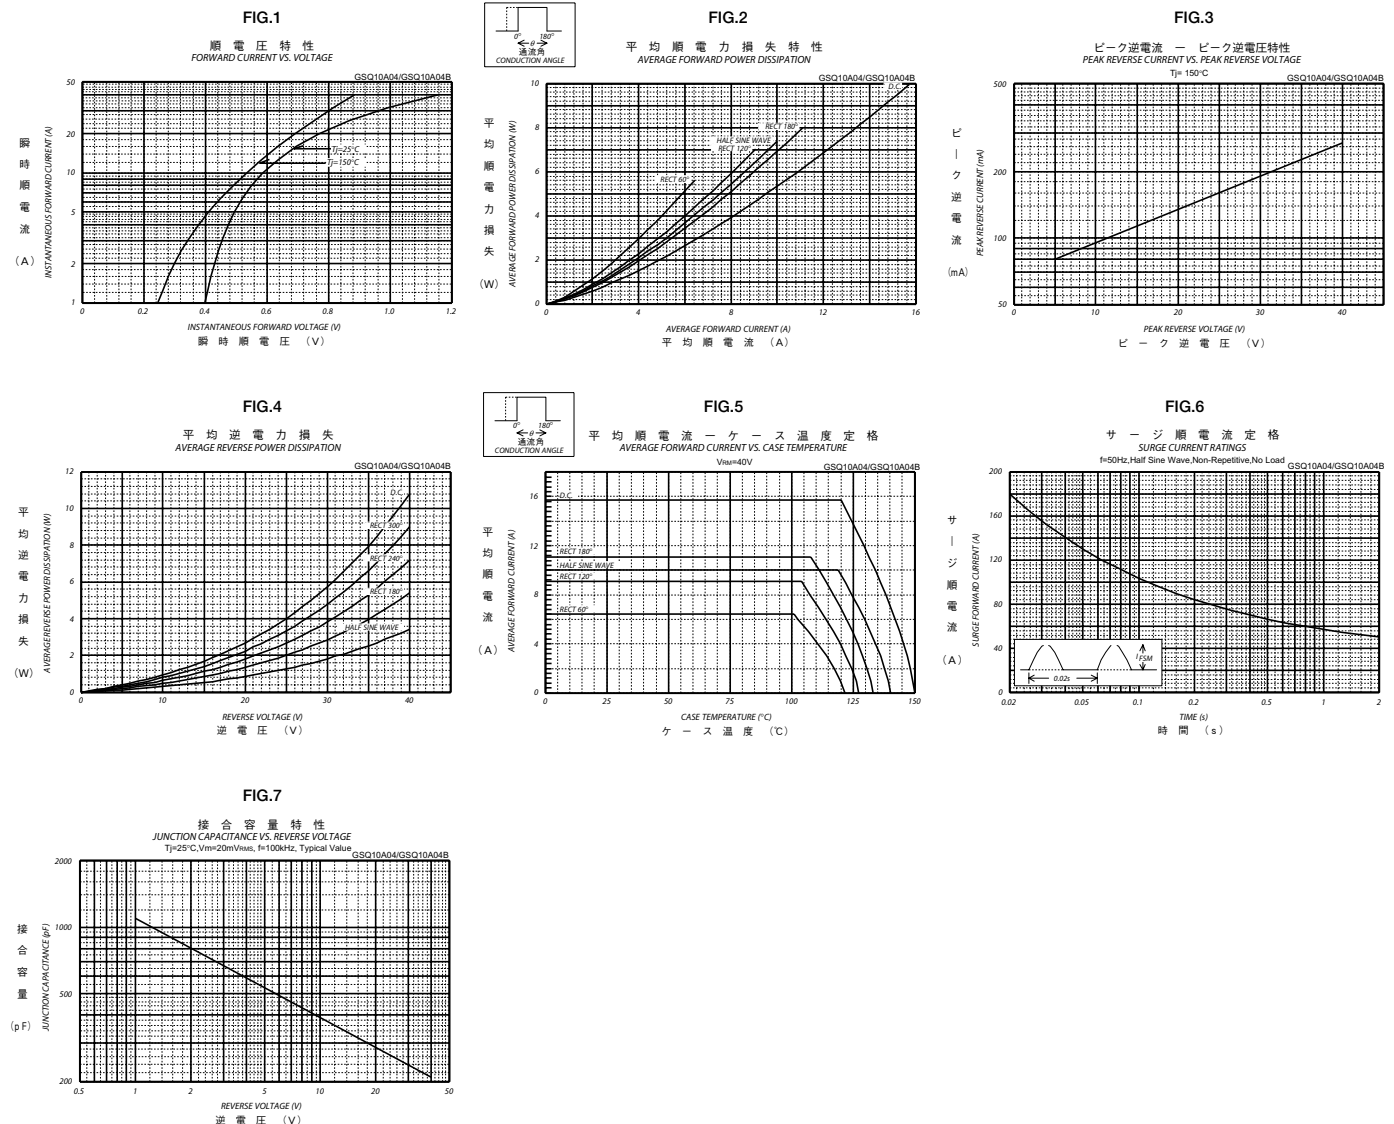 FIG.1
順電圧特性
FORWARD CURRENT VS. VOLTAGE
GSQ10A04/GSQ10A04B
50
20
10
5
2
1
瞬時順電流
(A)
INSTANTANEOUS FORWARD CURRENT (A)
Tj=25°C
Tj=150°C
0 0.2 0.4 0.6 0.8 1.0 1.2
INSTANTANEOUS FORWARD VOLTAGE (V)
瞬時順電圧 (V)
0° 180°
θ
通流角
CONDUCTION ANGLE
FIG.2
平均順電力損失特性
AVERAGE FORWARD POWER DISSIPATION
GSQ10A04/GSQ10A04B
10
8
6
4
2
0
平均順電力損失
(W)
AVERAGE FORWARD POWER DISSIPATION (W)
D.C.
RECT 180°
HALF SINE WAVE
RECT 120°
RECT 60°
0 4 8 12 16
AVERAGE FORWARD CURRENT (A)
平均順電流 (A)
FIG.3
ピーク逆電流 ー ピーク逆電圧特性
PEAK REVERSE CURRENT VS. PEAK REVERSE VOLTAGE
Tj= 150°C
GSQ10A04/GSQ10A04B
500
200
100
50
ピーク逆電流
(mA)
PEAK REVERSE CURRENT (mA)
0 10 20 30 40
PEAK REVERSE VOLTAGE (V)
ピーク逆電圧 (V)
FIG.4
平均逆電力損失
AVERAGE REVERSE POWER DISSIPATION
GSQ10A04/GSQ10A04B
12
10
8
6
4
2
0
平均逆電力損失
(W)
AVERAGE REVERSE POWER DISSIPATION (W)
D.C.
RECT 300°
RECT 240°
RECT 180°
HALF SINE WAVE
0 10 20 30 40
REVERSE VOLTAGE (V)
逆電圧 (V)
0° 180°
θ
通流角
CONDUCTION ANGLE
FIG.5
平均順電流ーケース温度定格
AVERAGE FORWARD CURRENT VS. CASE TEMPERATURE
VRM=40V
GSQ10A04/GSQ10A04B
16
12
8
4
0
平均順電流
(A)
AVERAGE FORWARD CURRENT (A)
D.C.
RECT 180°
HALF SINE WAVE
RECT 120°
RECT 60°
0 25 50 75 100 125 150
CASE TEMPERATURE (°C)
ケース温度 (℃)
FIG.6
サージ順電流定格
SURGE CURRENT RATINGS
f=50Hz,Half Sine Wave,Non-Repetitive,No Load
GSQ10A04/GSQ10A04B
200
160
120
80
40
0
サージ順電流
(A)
SURGE FORWARD CURRENT (A)
IFSM
0.02s
0.02 0.05 0.1 0.2 0.5 1 2
TIME (s)
時間 (s)
FIG.7
接合容量特性
JUNCTION CAPACITANCE VS. REVERSE VOLTAGE
Tj=25°C,Vm=20mVRMS, f=100kHz, Typical Value
GSQ10A04/GSQ10A04B
2000
1000
500
200
接合容量
(pF)
JUNCTION CAPACITANCE (pF)
0.5 1 2 5 10 20 50
REVERSE VOLTAGE (V)
逆電圧 (V)